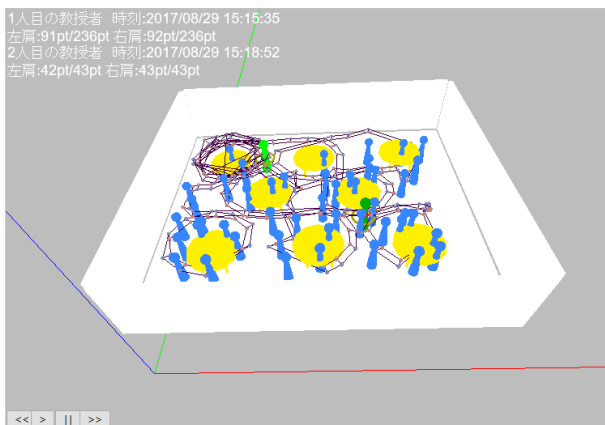 1人目の教授者 時刻:2017/08/29 15:15:35
左肩:91pt/236pt 右肩:92pt/236pt
2人目の教授者 時刻:2017/08/29 15:18:52
左肩:42pt/43pt 右肩:43pt/43pt
<< > || >>